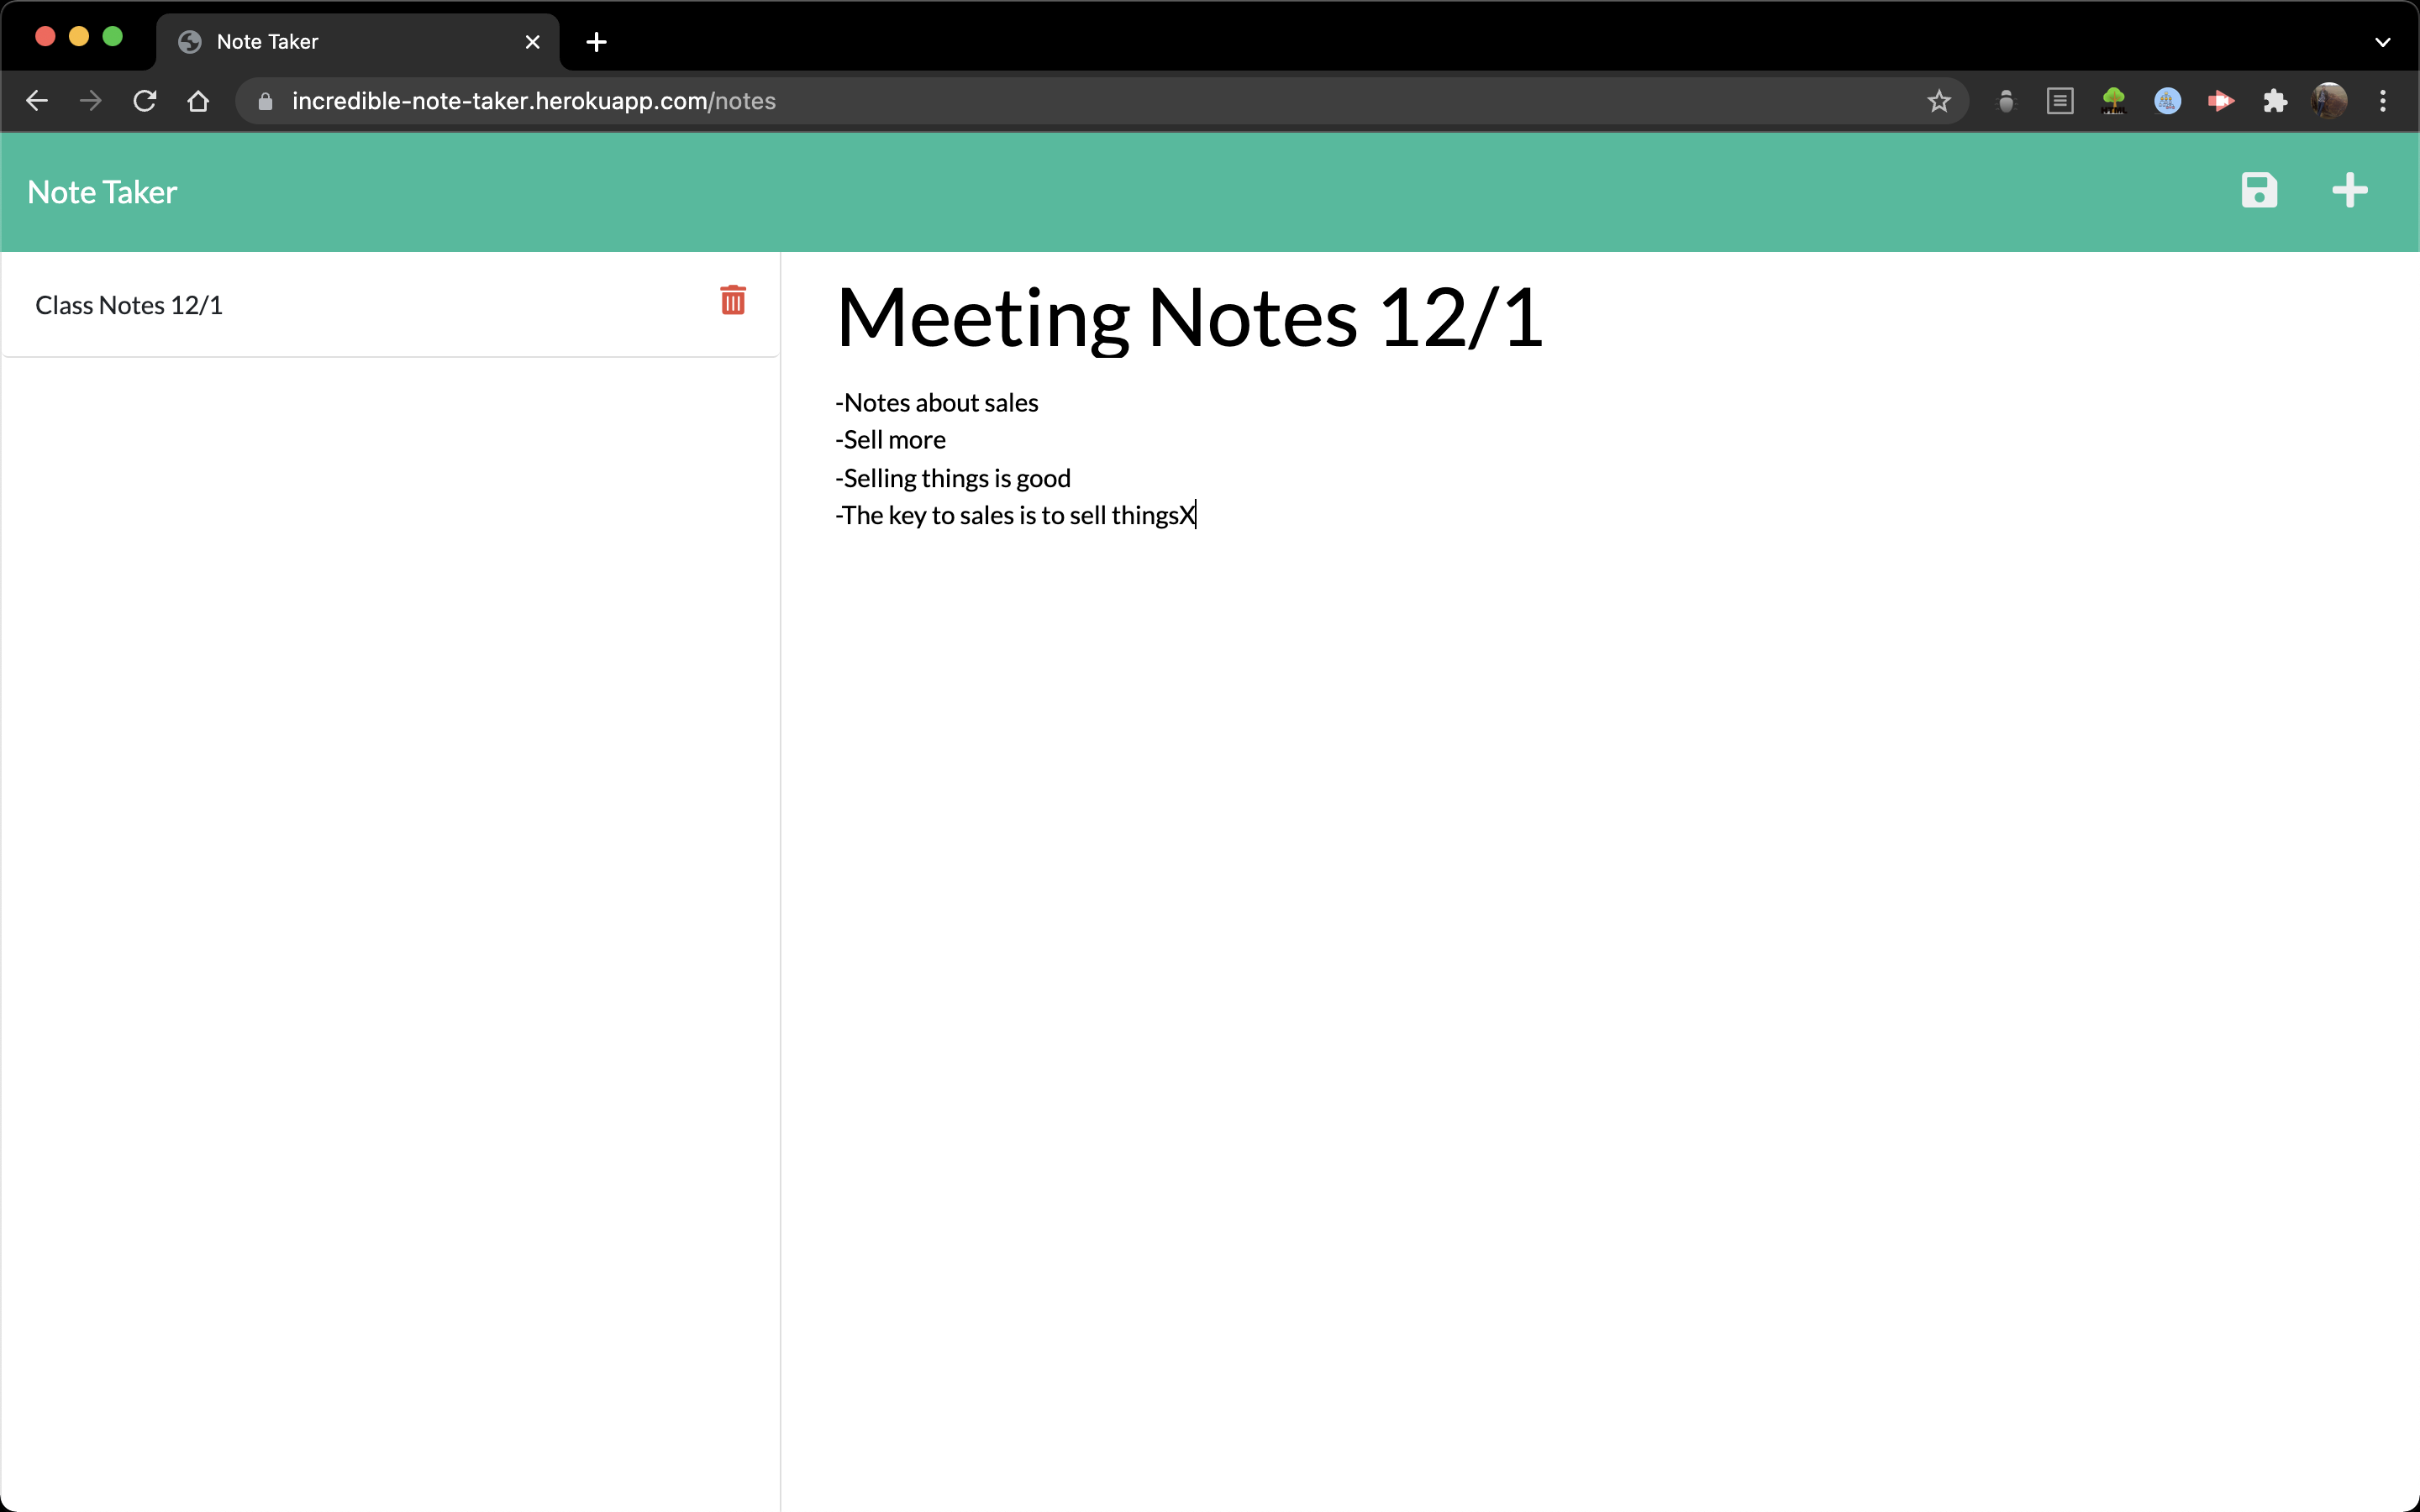 Note Taker
incredible-note-taker.herokuapp.com/notes
HTML
Note Taker
Class Notes 12/1
Meeting Notes 12/1
-Notes about sales
-Sell more
-Selling things is good
-The key to sales is to sell thingsX